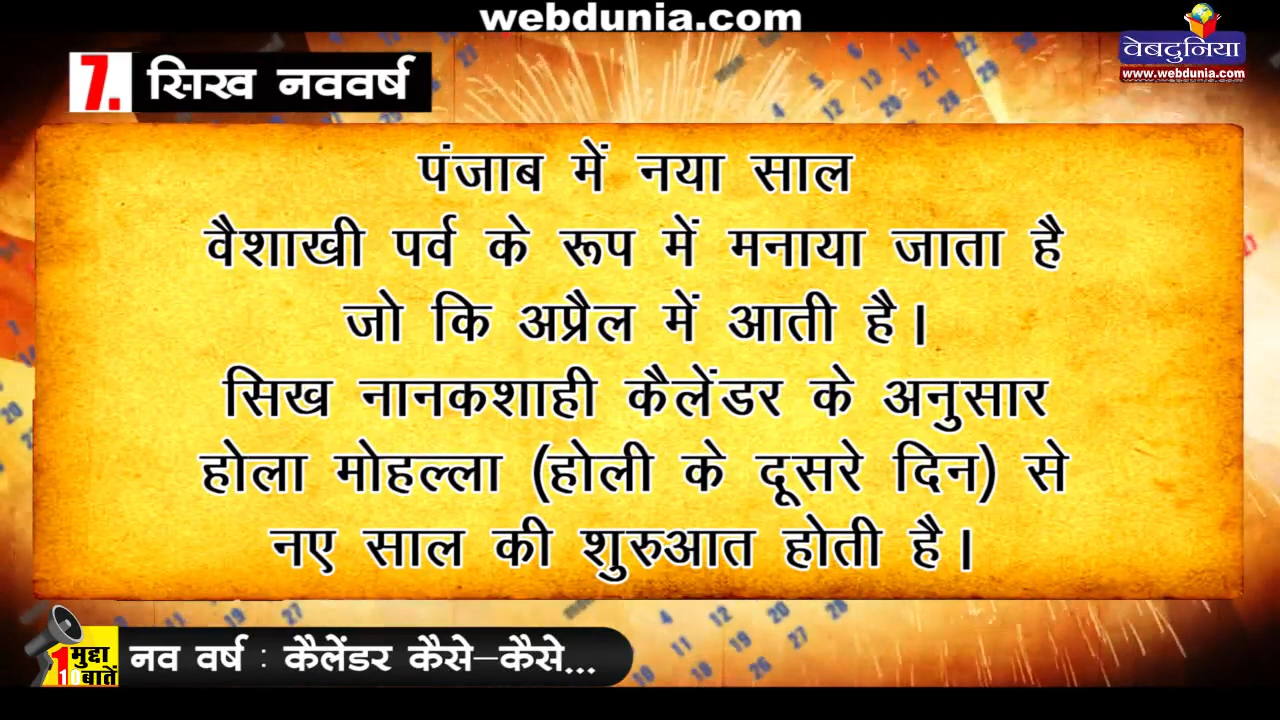 webdunia.com
वेबदुनिया
www.webdunia.com
7. सिख नववर्ष
पंजाब में नया साल
वैशाखी पर्व के रूप में मनाया जाता है
जो कि अप्रैल में आती है।
सिख नानकशाही कैलेंडर के अनुसार
होला मोहल्ला (होली के दूसरे दिन) से
नए साल की शुरुआत होती है।
1 मुद्दा
10 बातें
नव वर्ष : कैलेंडर कैसे-कैसे...